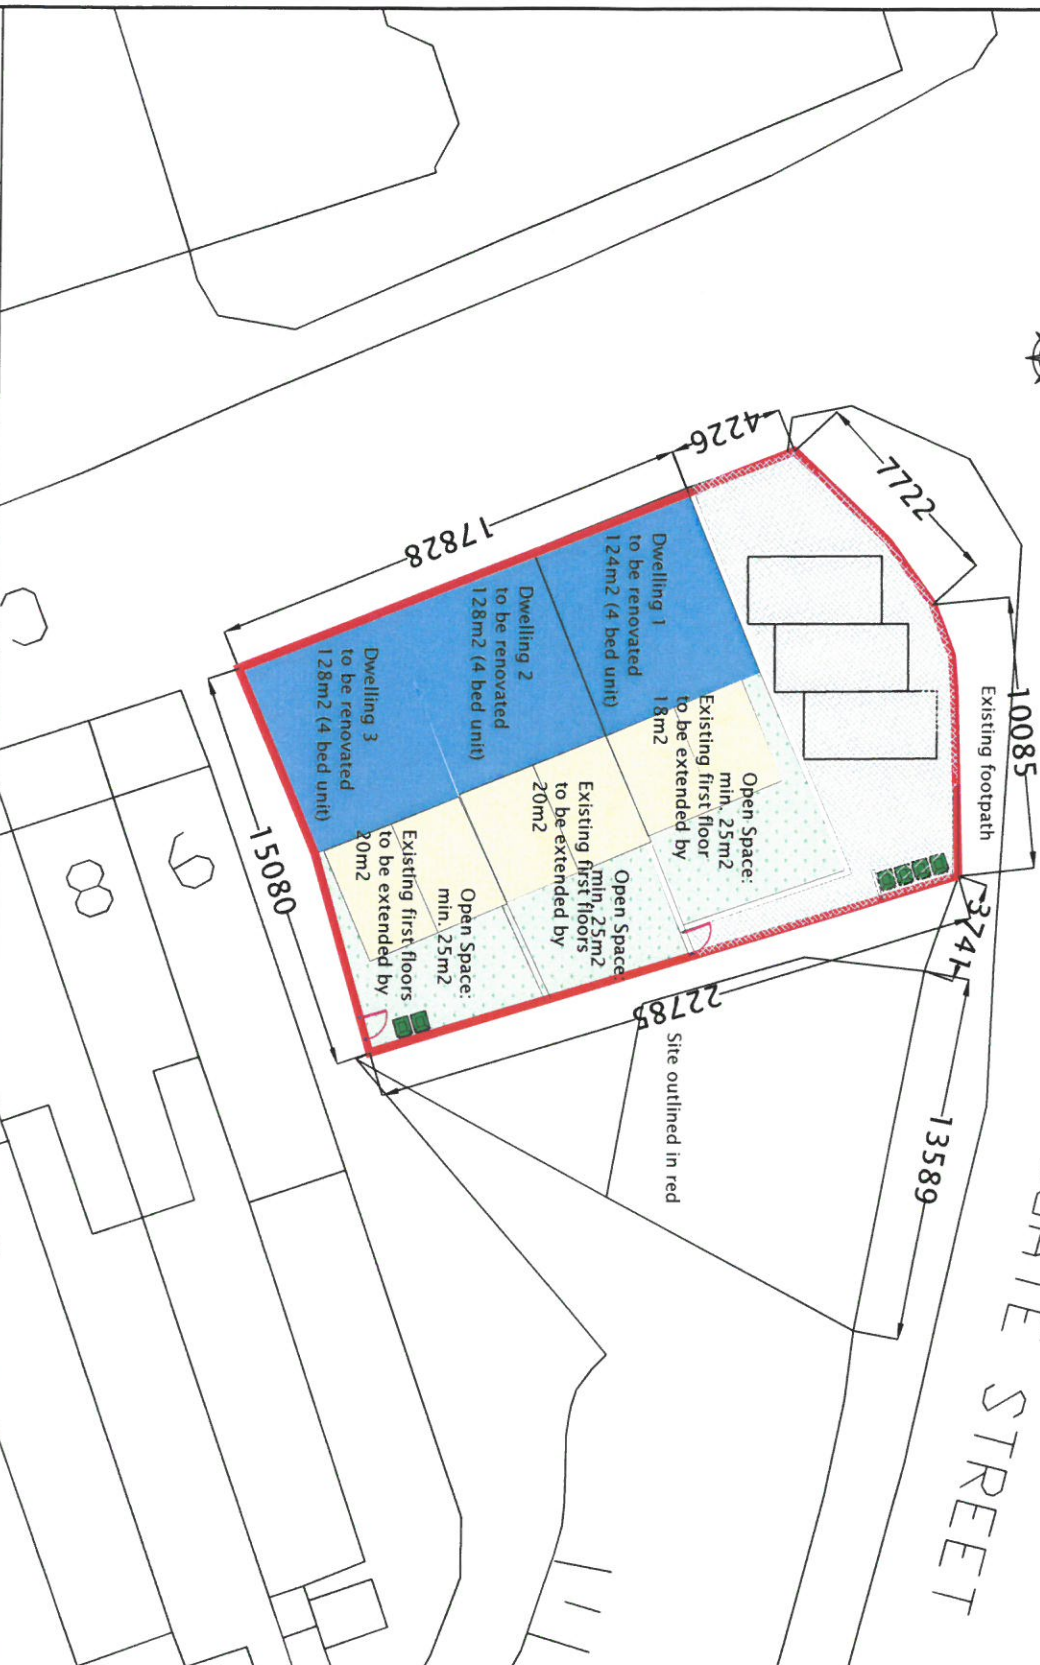 4226
7722
10085
Existing footpath
17828
Dwelling 1
to be renovated
124m2 (4 bed unit)
Dwelling 2
to be renovated
128m2 (4 bed unit)
Dwelling 3
to be renovated
128m2 (4 bed unit)
Existing first floor
to be extended by
18m2
Open Space:
min. 25m2
Existing first floors
to be extended by
20m2
Open Space
min. 25m2
Existing first floors
to be extended by
20m2
Open Space:
min. 25m2
3741
22785
15080
13589
Site outlined in red
6
8
STREET